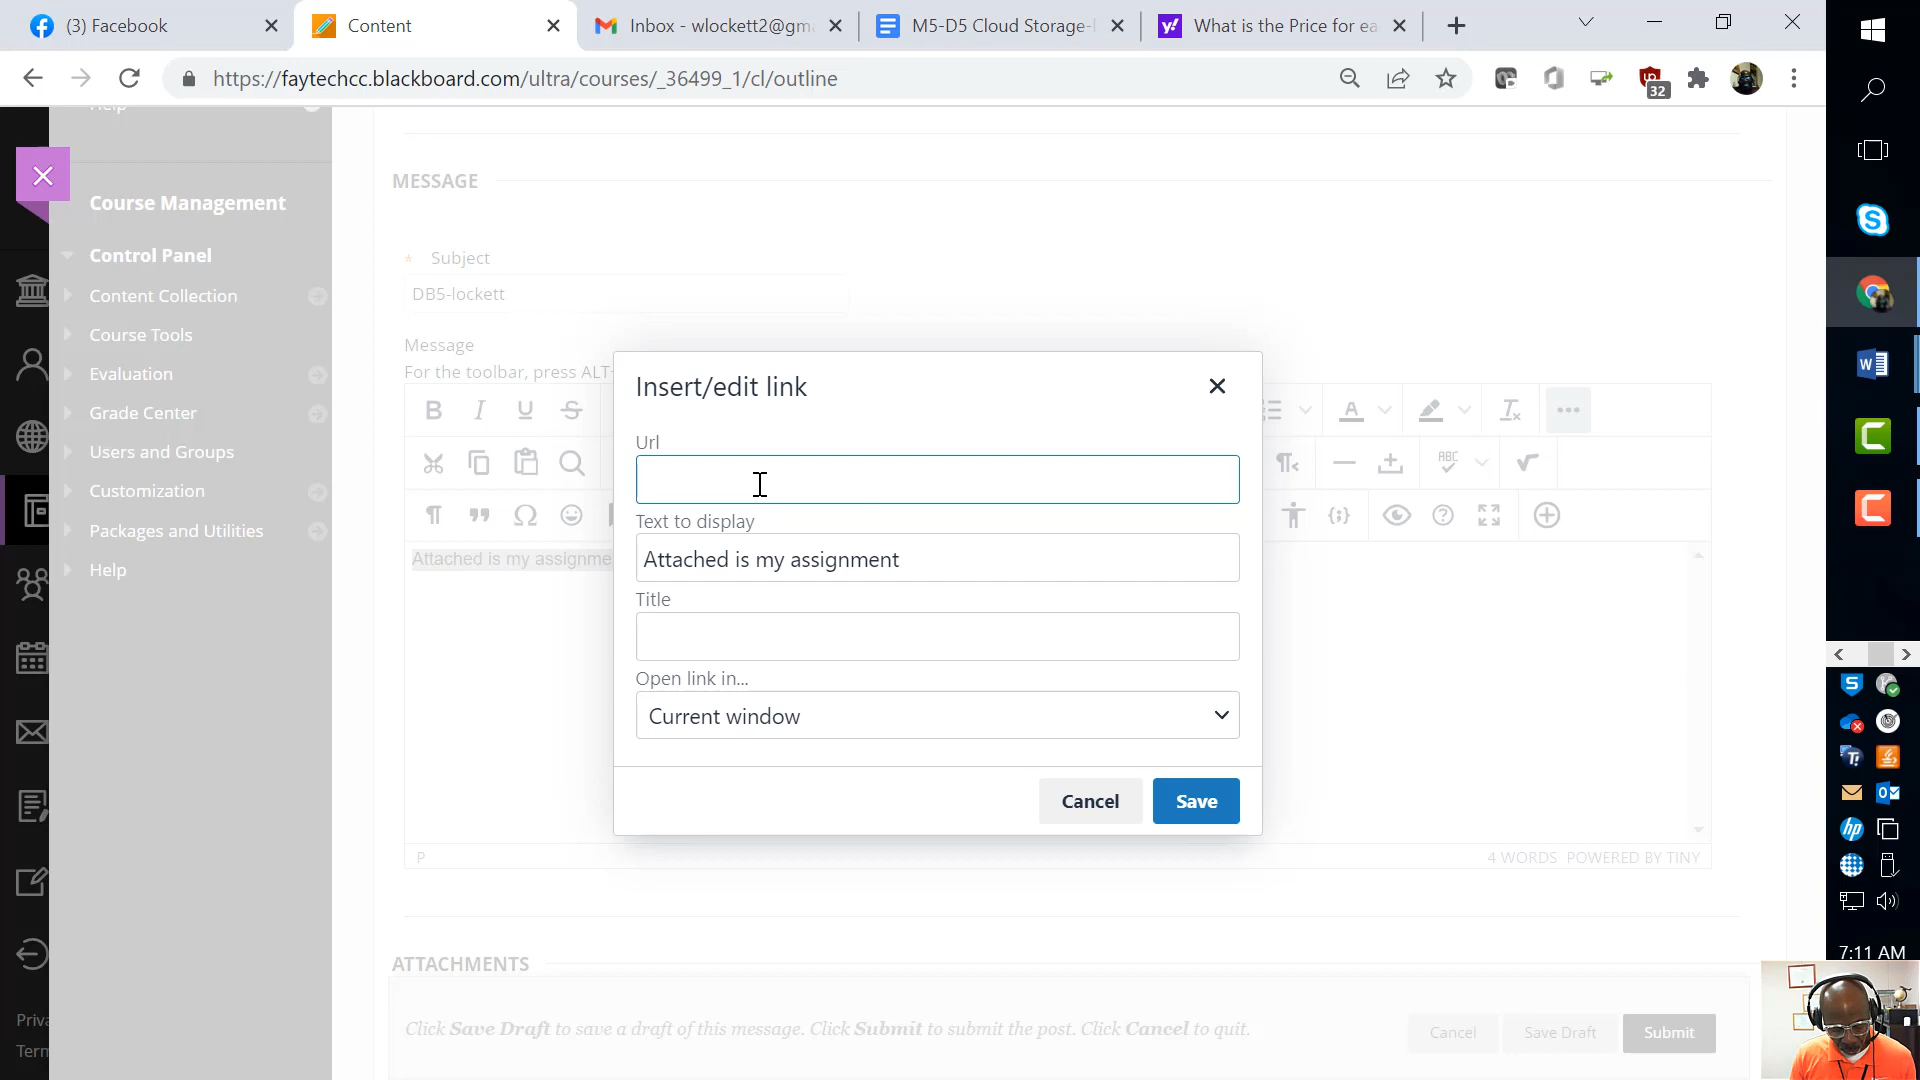 (3) Facebook
Content
Inbox - wlockett2@gm
M5-D5 Cloud Storage-
What is the Price for ea
https://faytechcc.blackboard.com/ultra/courses/_36499_1/cl/outline
32
Help
Course Management
Control Panel
Content Collection
Course Tools
Evaluation
Grade Center
Users and Groups
Customization
Packages and Utilities
Help
Priva
Term
MESSAGE
* Subject
DB5-lockett
Message
For the toolbar, press ALT+
Attached is my assignme
Insert/edit link
Url
Text to display
Attached is my assignment
Title
Open link in...
Current window
Cancel
Save
P
4 WORDS POWERED BY TINY
ATTACHMENTS
Click Save Draft to save a draft of this message. Click Submit to submit the post. Click Cancel to quit.
Cancel
Save Draft
Submit
7:11 AM